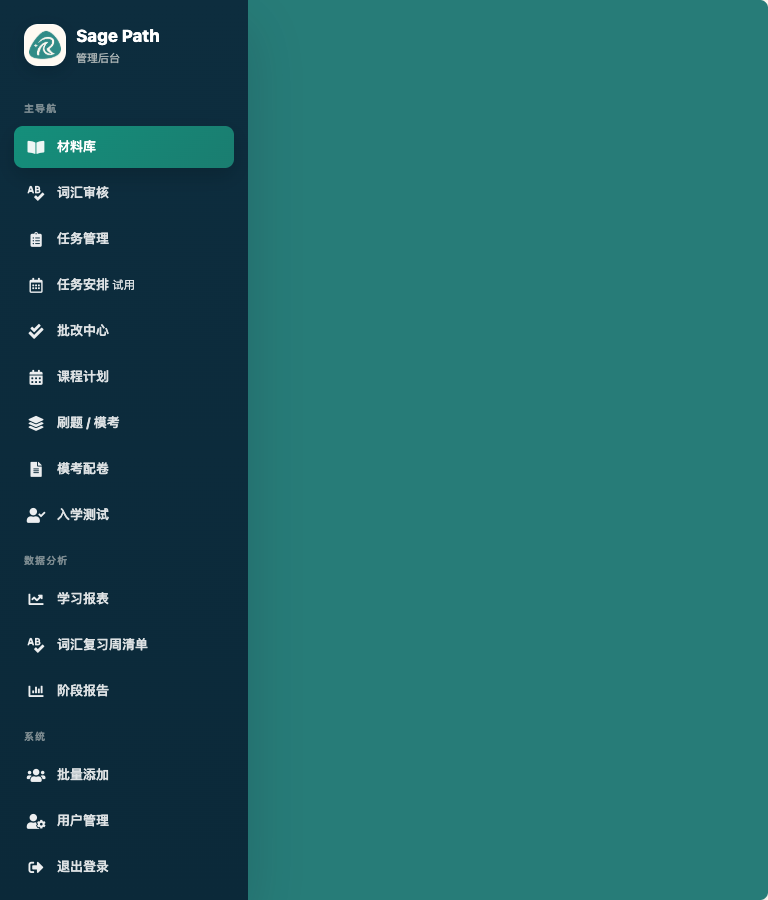 Sage Path
管理后台
主导航
材料库
词汇审核
任务管理
任务安排 试用
批改中心
课程计划
刷题 / 模考
模考配卷
入学测试
数据分析
学习报表
词汇复习周清单
阶段报告
系统
批量添加
用户管理
退出登录